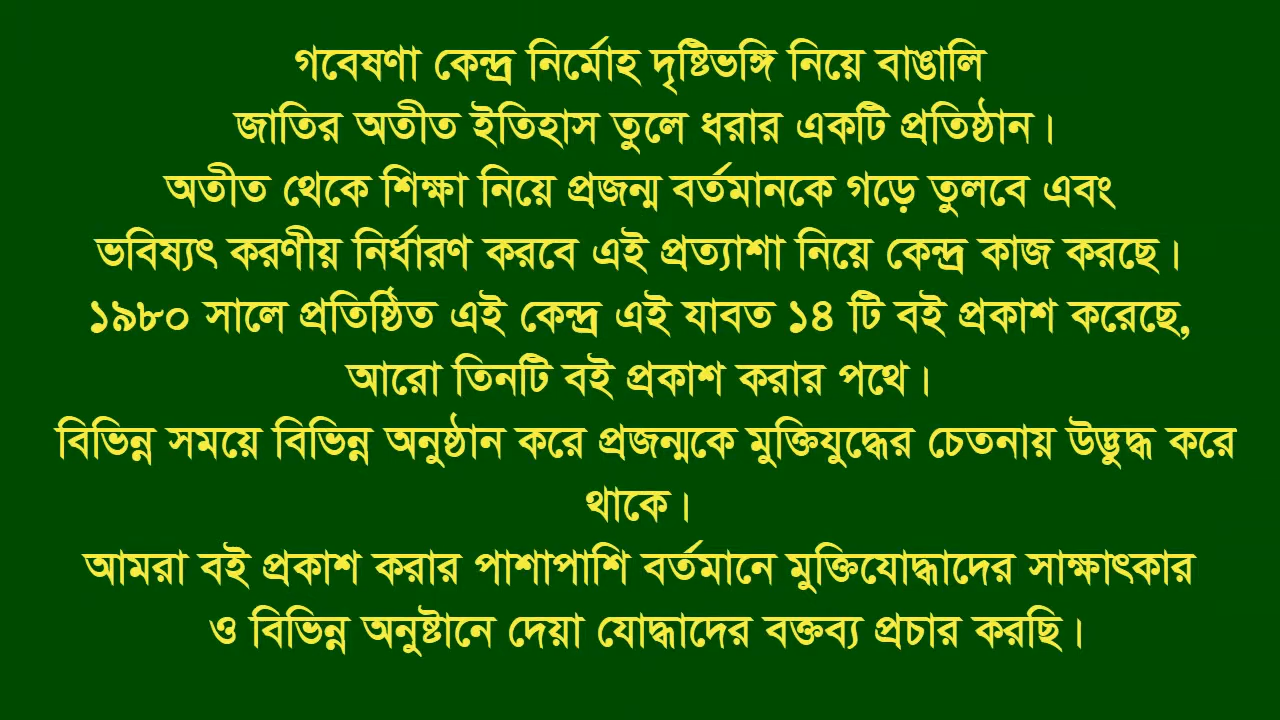 গবেষণা কেন্দ্র নির্মোহ দৃষ্টিভঙ্গি নিয়ে বাঙালি
জাতির অতীত ইতিহাস তুলে ধরার একটি প্রতিষ্ঠান।
অতীত থেকে শিক্ষা নিয়ে প্রজন্ম বর্তমানকে গড়ে তুলবে এবং
ভবিষ্যৎ করণীয় নির্ধারণ করবে এই প্রত্যাশা নিয়ে কেন্দ্র কাজ করছে।
১৯৮০ সালে প্রতিষ্ঠিত এই কেন্দ্র এই যাবত ১৪ টি বই প্রকাশ করেছে,
আরো তিনটি বই প্রকাশ করার পথে।
বিভিন্ন সময়ে বিভিন্ন অনুষ্ঠান করে প্রজন্মকে মুক্তিযুদ্ধের চেতনায় উদ্ভুদ্ধ করে
থাকে।
আমরা বই প্রকাশ করার পাশাপাশি বর্তমানে মুক্তিযোদ্ধাদের সাক্ষাৎকার
ও বিভিন্ন অনুষ্টানে দেয়া যোদ্ধাদের বক্তব্য প্রচার করছি।